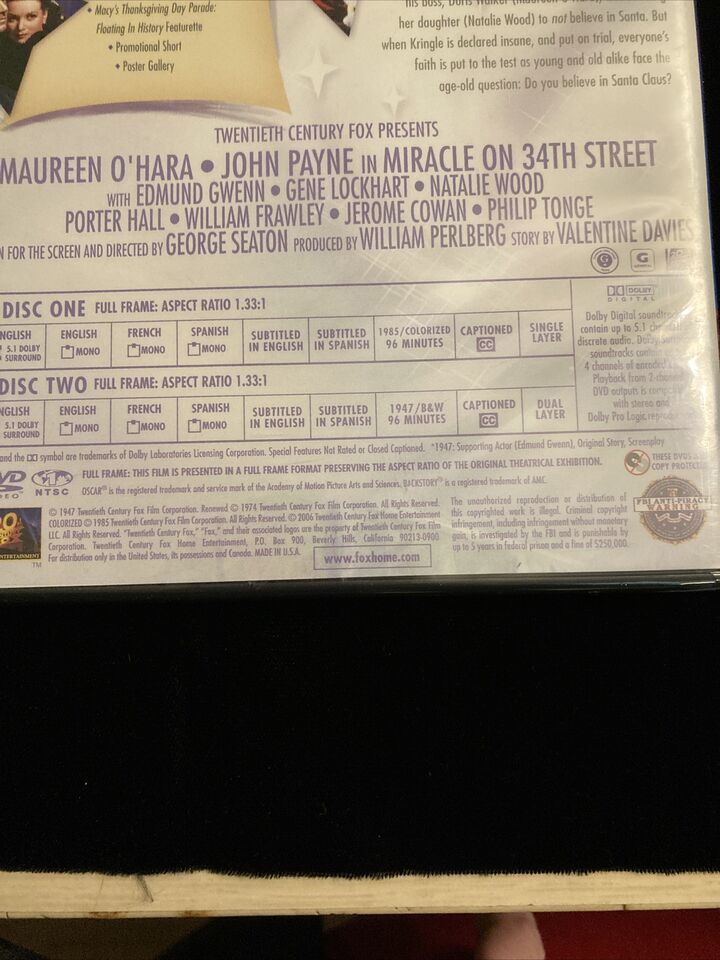 • Macy's Thanksgiving Day Parade:
Floating In History Featurette
• Promotional Short
• Poster Gallery
his boss, Doris Walker
her daughter (Natalie Wood) to not believe in Santa. But
when Kringle is declared insane, and put on trial, everyone's
faith is put to the test as young and old alike face the
age-old question: Do you believe in Santa Claus?
TWENTIETH CENTURY FOX PRESENTS
MAUREEN O'HARA • JOHN PAYNE IN MIRACLE ON 34TH STREET
WITH EDMUND GWENN • GENE LOCKHART • NATALIE WOOD
PORTER HALL • WILLIAM FRAWLEY • JEROME COWAN • PHILIP TONGE
N FOR THE SCREEN AND DIRECTED BY GEORGE SEATON PRODUCED BY WILLIAM PERLBERG STORY BY VALENTINE DAVIES
G
DISC ONE FULL FRAME: ASPECT RATIO 1.33:1
NGLISH 5.1 DOLBY SURROUND
ENGLISH MONO
FRENCH MONO
SPANISH MONO
SUBTITLED IN ENGLISH
SUBTITLED IN SPANISH
1985/COLORIZED 96 MINUTES
CAPTIONED CC
SINGLE LAYER
DISC TWO FULL FRAME: ASPECT RATIO 1.33:1
NGLISH 5.1 DOLBY SURROUND
ENGLISH MONO
FRENCH MONO
SPANISH MONO
SUBTITLED IN ENGLISH
SUBTITLED IN SPANISH
1947/B&W 96 MINUTES
CAPTIONED CC
DUAL LAYER
DOLBY
DIGITAL
Dolby Digital soundtrac
contain up to 5.1
discrete audio.
soundtracks
4 channels of encoded
Playback from 2-channel
DVD outputs is
with stereo and
Dolby Pro Logic
and the symbol are trademarks of Dolby Laboratories Licensing Corporation. Special Features Not Rated or Closed Captioned. *1947: Supporting Actor (Edmund Gwenn), Original Story, Screenplay
NTSC
FULL FRAME: THIS FILM IS PRESENTED IN A FULL FRAME FORMAT PRESERVING THE ASPECT RATIO OF THE ORIGINAL THEATRICAL EXHIBITION.
OSCAR® is the registered trademark and service mark of the Academy of Motion Picture Arts and Sciences. BACKSTORY® is a registered trademark of AMC.
THESE DVDS
COPY PROTECTED
© 1947 Twentieth Century Fox Film Corporation. Renewed © 1974 Twentieth Century Fox Film Corporation. All Rights Reserved.
COLORIZED © 1985 Twentieth Century Fox Film Corporation. All Rights Reserved. © 2006 Twentieth Century Fox Home Entertainment
LLC. All Rights Reserved. "Twentieth Century Fox," "Fox," and their associated logos are the property of Twentieth Century Fox Film
Corporation. Twentieth Century Fox Home Entertainment, P.O. Box 900, Beverly Hills, California 90213-0900
For distribution only in the United States, its possessions and Canada. MADE IN U.S.A.
www.foxhome.com
The unauthorized reproduction or distribution of
this copyrighted work is illegal. Criminal copyright
infringement, including infringement without monetary
gain, is investigated by the FBI and is punishable by
up to 5 years in federal prison and a fine of $250,000.
FBI ANTI-PIRACY
WARNING
ENTERTAINMENT
TM